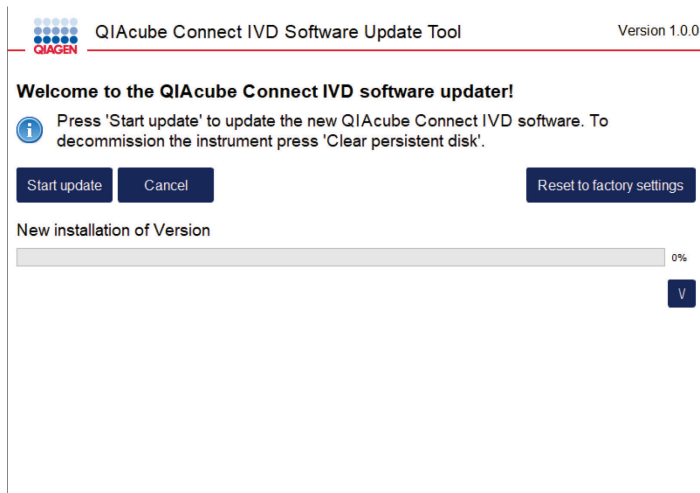 QIAGEN
QIAcube Connect IVD Software Update Tool
Version 1.0.0
Welcome to the QIAcube Connect IVD software updater!
i
Press 'Start update' to update the new QIAcube Connect IVD software. To
decommission the instrument press 'Clear persistent disk'.
Start update
Cancel
Reset to factory settings
New installation of Version
0%
V